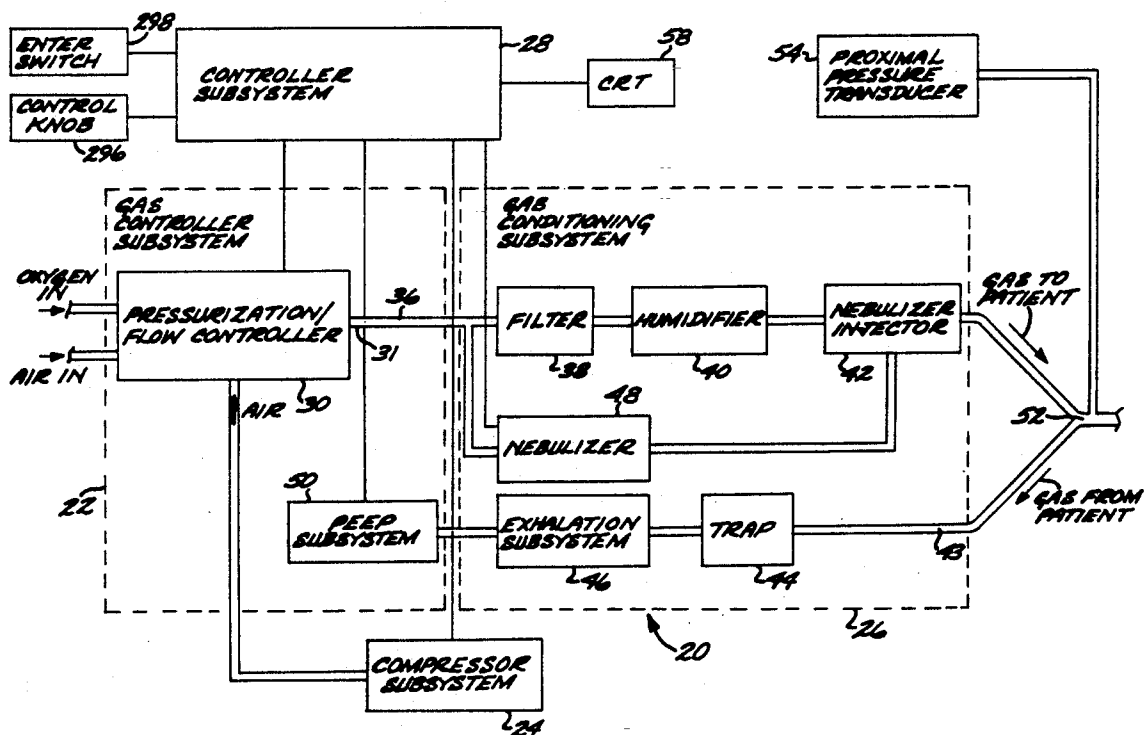 298
ENTER
SWITCH
CONTROL
KNOB
296
CONTROLLER
SUBSYSTEM
28
58
CRT
54
PROXIMAL
PRESSURE
TRANSDUCER
GAS
CONTROLLER
SUBSYSTEM
GAS
CONDITIONING
SUBSYSTEM
OXYGEN
IN
AIR IN
PRESSURIZATION/
FLOW CONTROLLER
30
31
36
AIR
FILTER
38
HUMIDIFIER
40
NEBULIZER
INJECTOR
42
GAS TO
PATIENT
48
NEBULIZER
52
22
50
PEEP
SUBSYSTEM
EXHALATION
SUBSYSTEM
46
TRAP
44
43
GAS FROM
PATIENT
20
26
COMPRESSOR
SUBSYSTEM
24